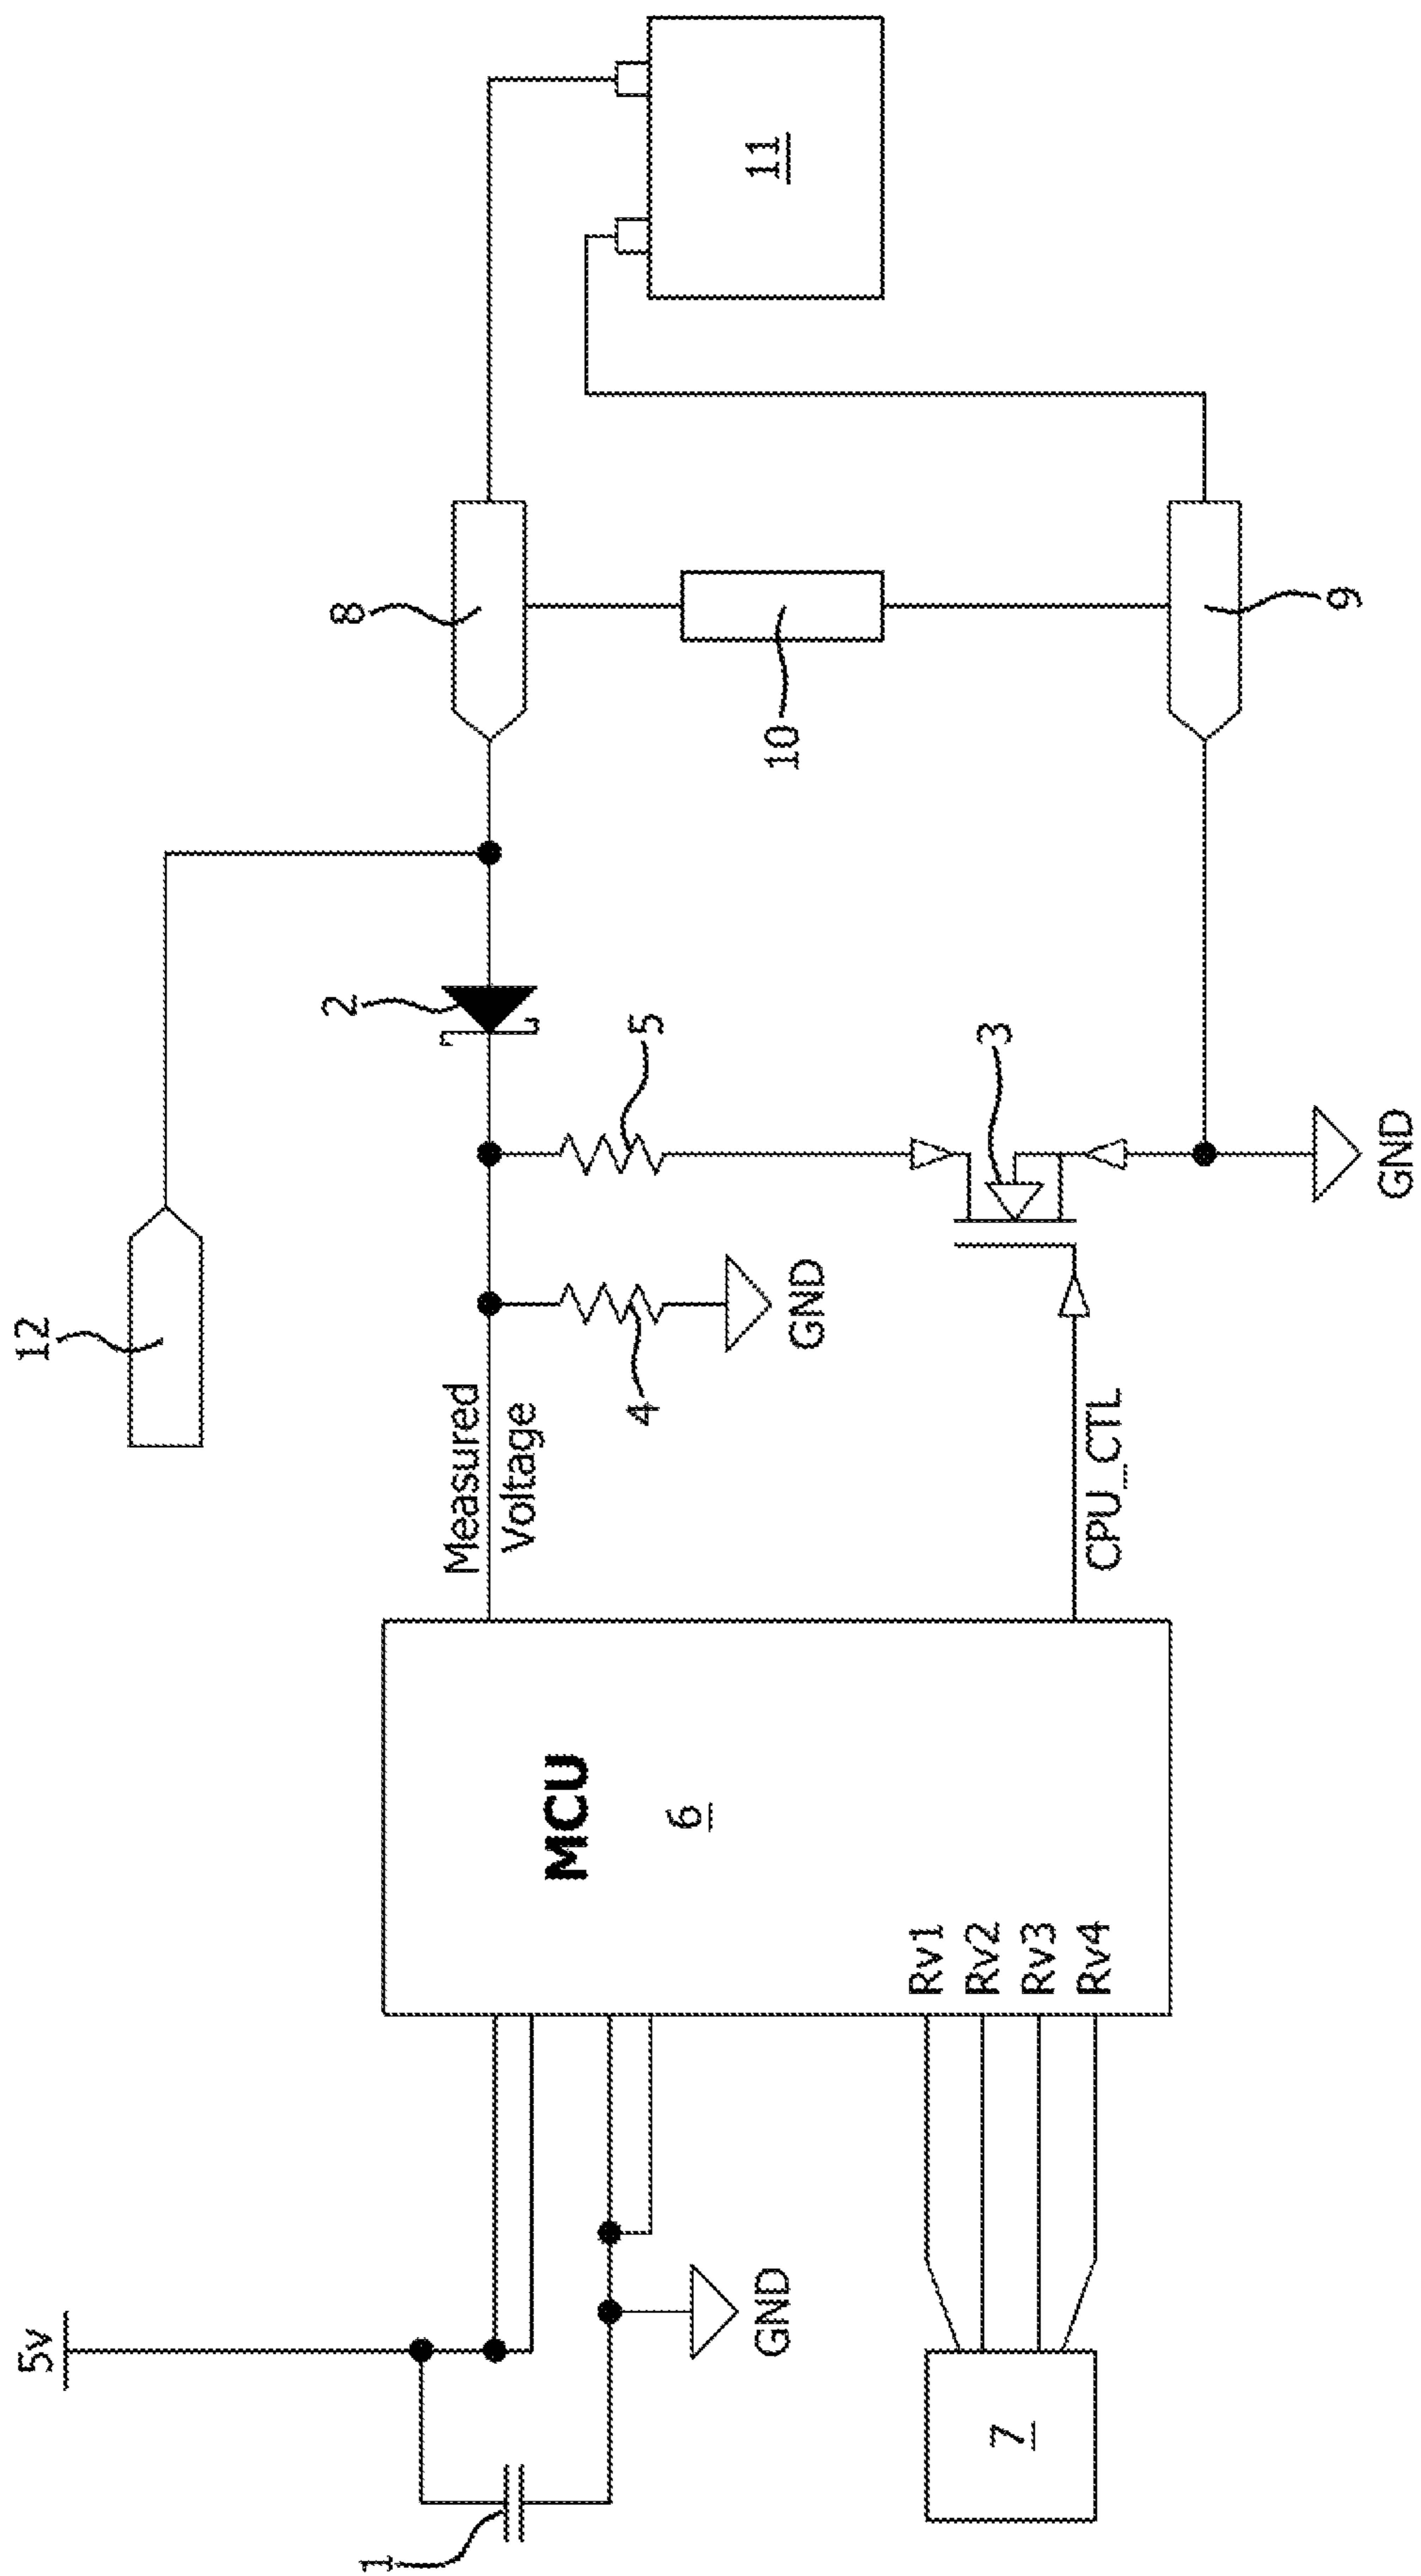 5v
1
GND
7
MCU
6
Rv1
Rv2
Rv3
Rv4
Measured
Voltage
CPU_CTL
12
4
GND
2
5
3
GND
8
10
9
11